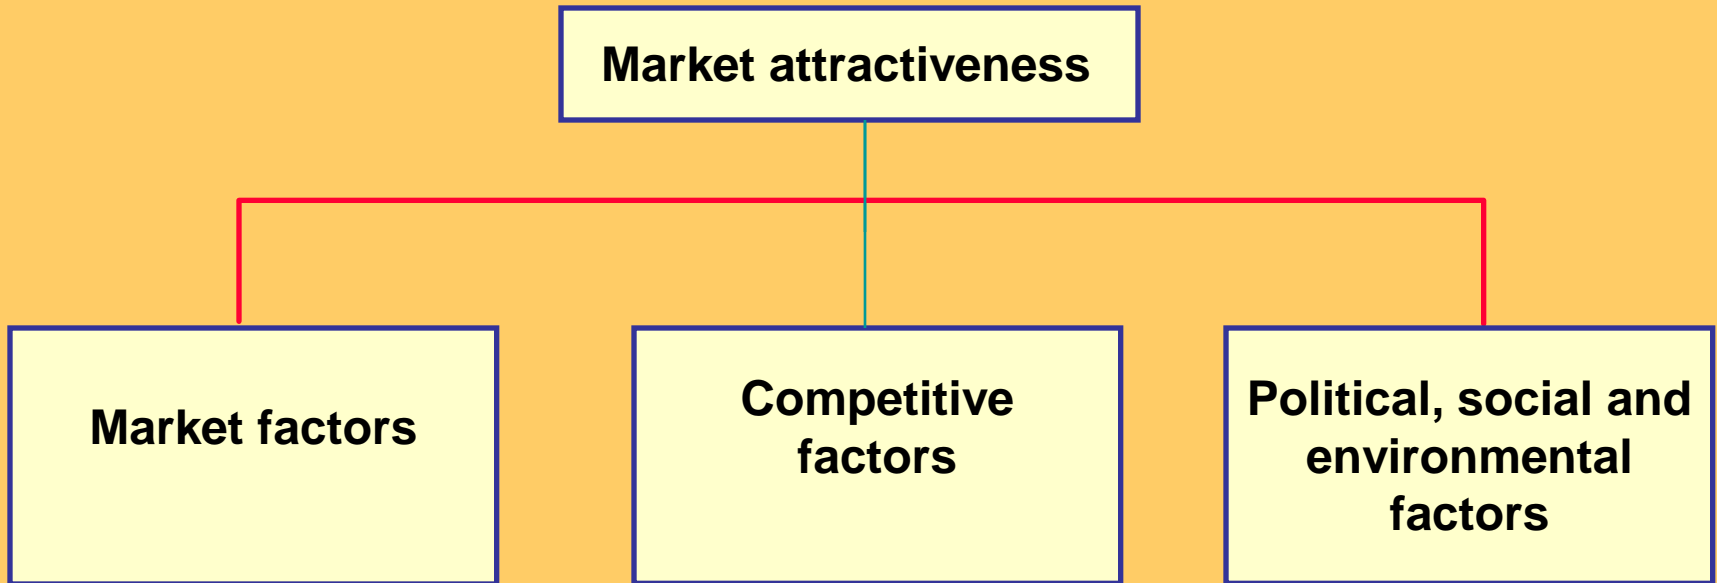 Market attractiveness
Market factors
Competitive
factors
Political, social and
environmental
factors